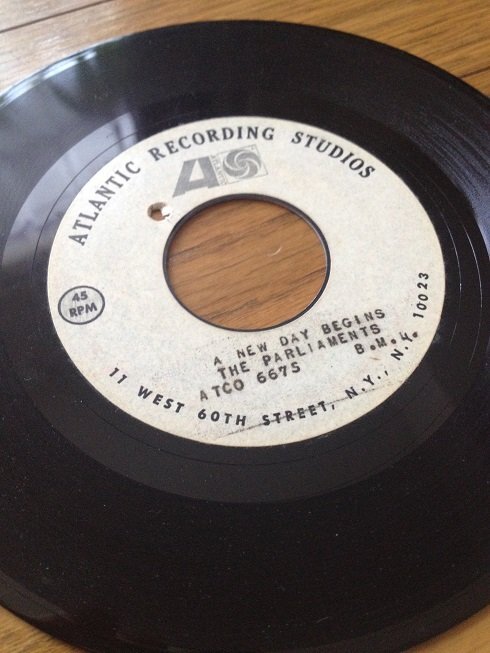 ATLANTIC RECORDING STUDIOS
A
45
RPM
A NEW DAY BEGINS
THE PARLIAMENTS
ATCO 6675 B.M.I.
11 WEST 60TH STREET, N.Y., N.Y. 10023